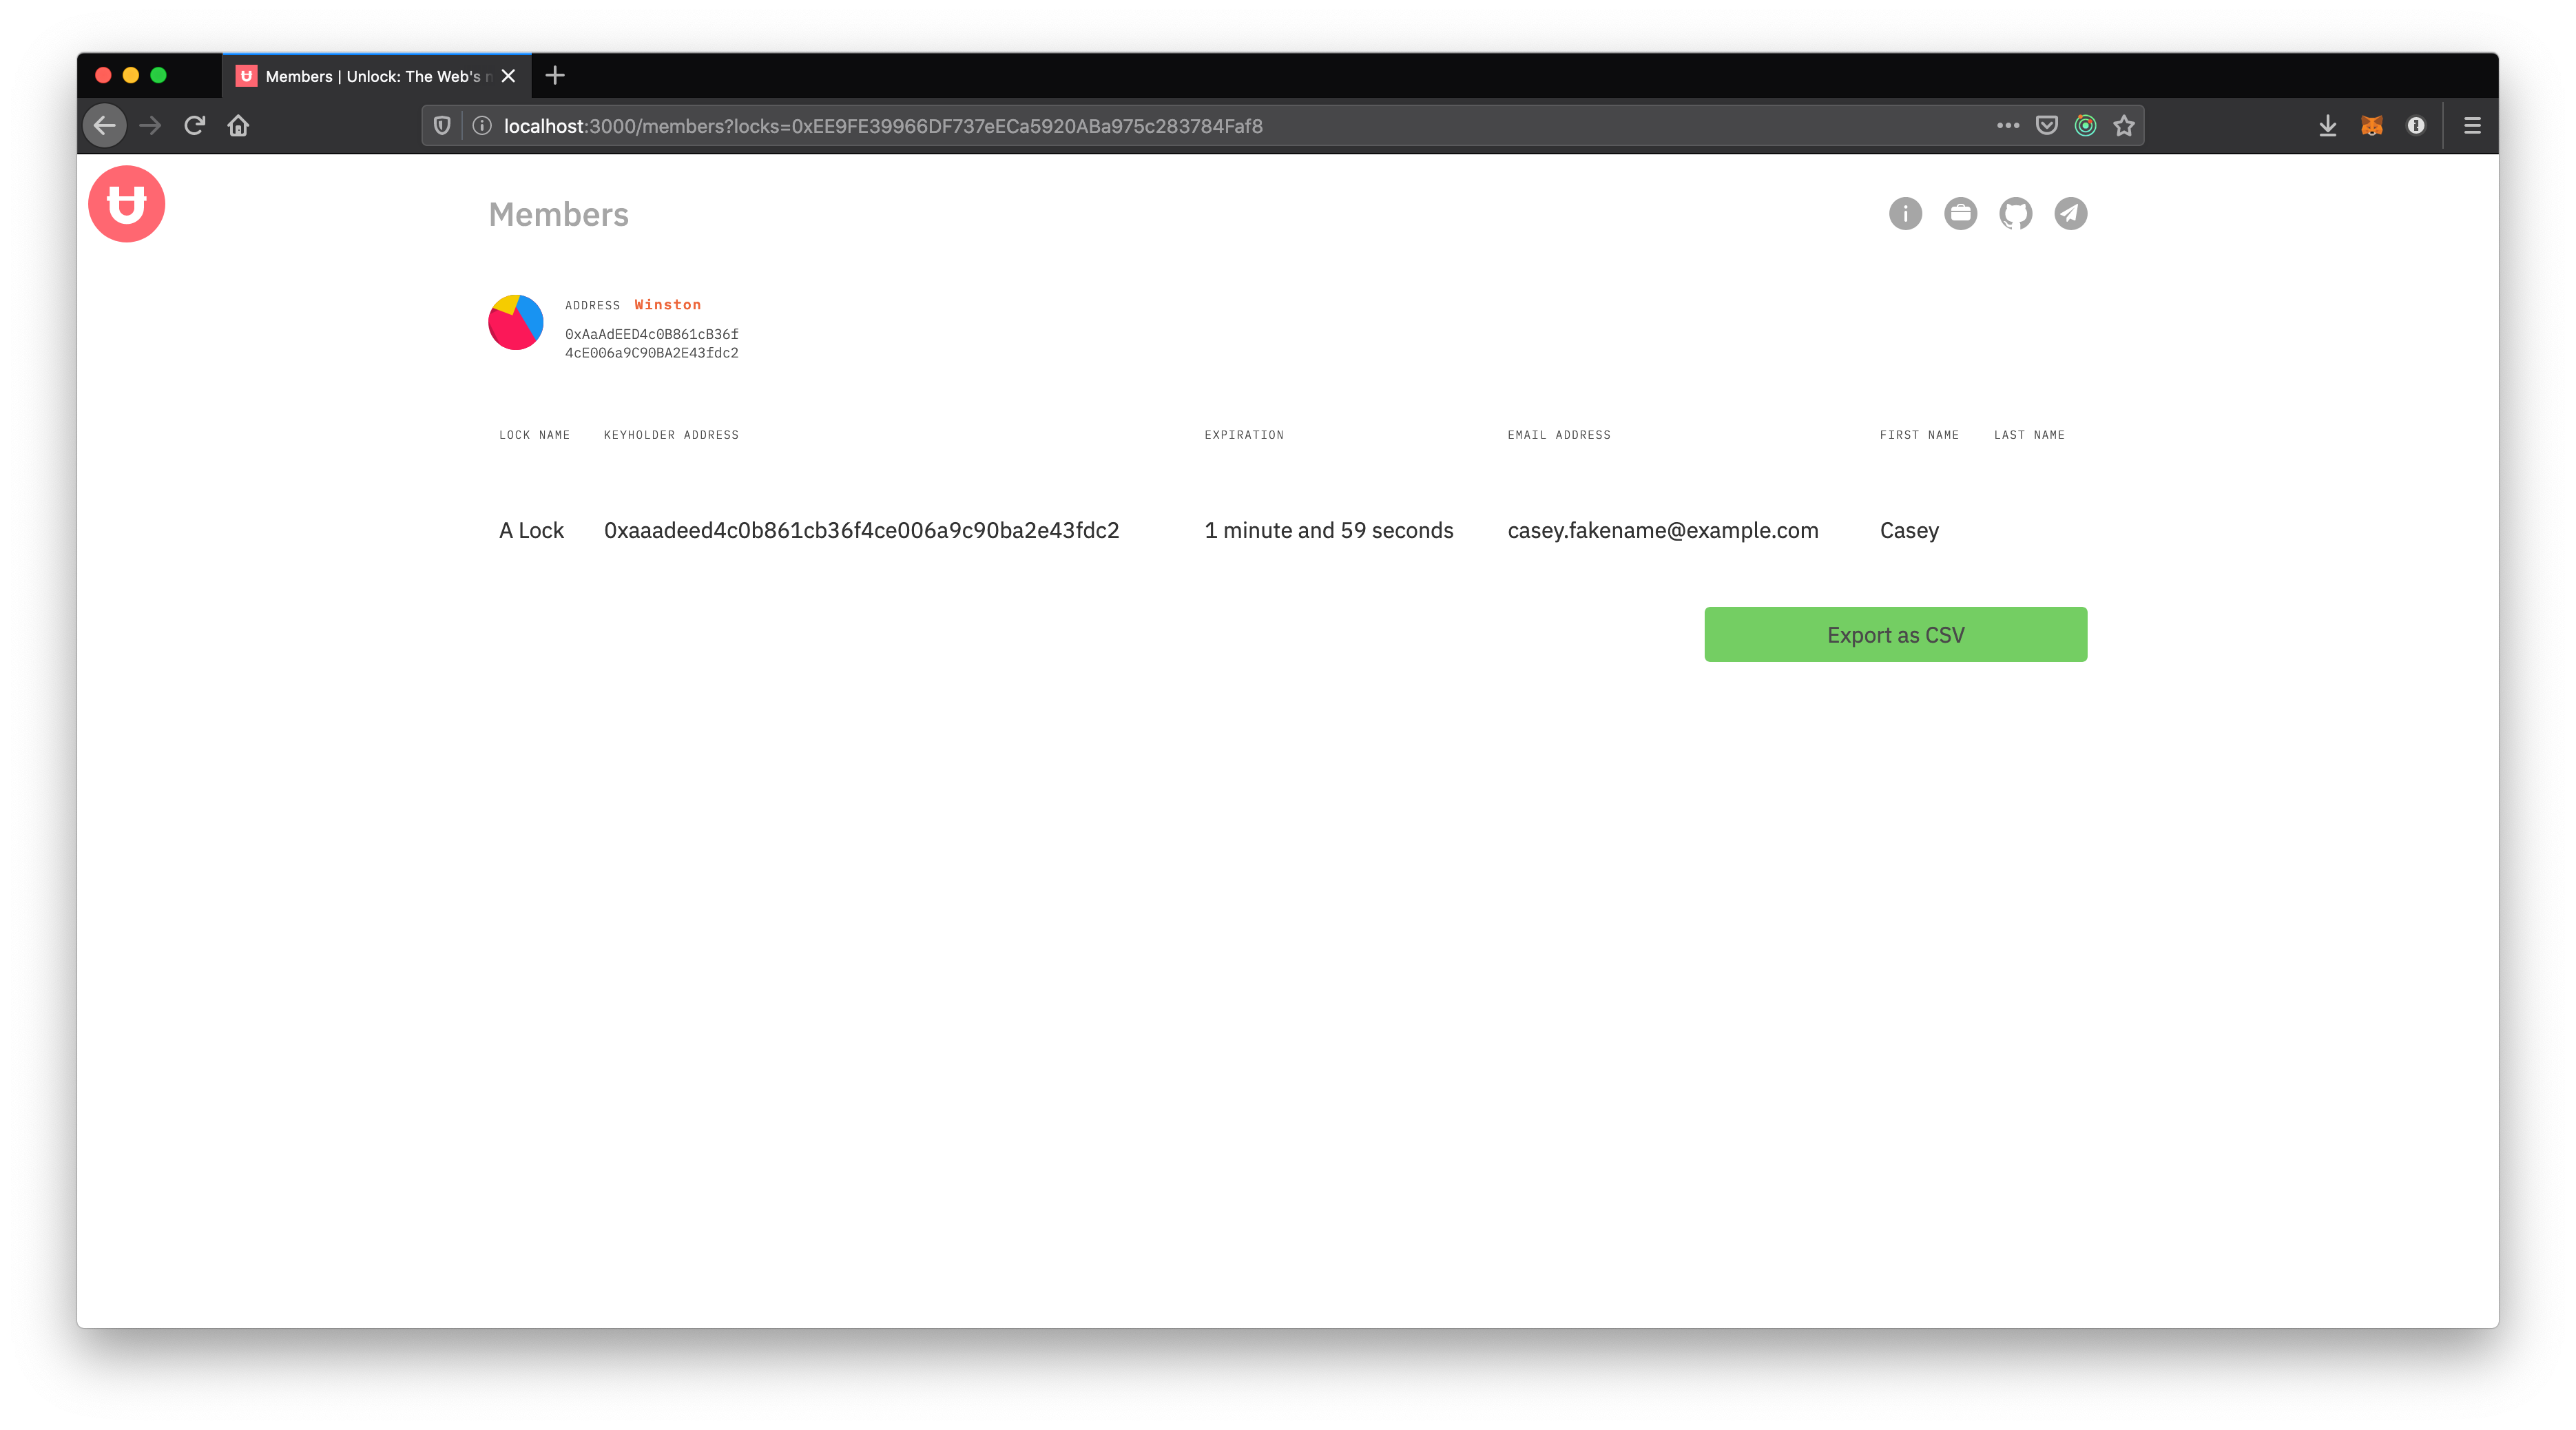 Members | Unlock: The Web's
localhost:3000/members?locks=0xEE9FE39966DF737eECa5920ABa975c283784Faf8
Members
ADDRESS Winston
0xAaAdEED4c0B861cB36f
4cE006a9C90BA2E43fdc2
LOCK NAME KEYHOLDER ADDRESS EXPIRATION EMAIL ADDRESS FIRST NAME LAST NAME
A Lock 0xaaadeed4c0b861cb36f4ce006a9c90ba2e43fdc2 1 minute and 59 seconds casey.fakename@example.com Casey
Export as CSV